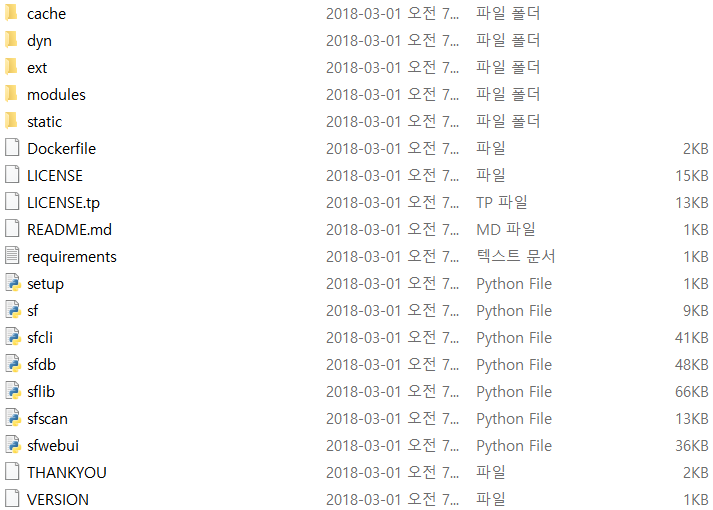 cache 2018-03-01 오전 7... 파일 폴더
dyn 2018-03-01 오전 7... 파일 폴더
ext 2018-03-01 오전 7... 파일 폴더
modules 2018-03-01 오전 7... 파일 폴더
static 2018-03-01 오전 7... 파일 폴더
Dockerfile 2018-03-01 오전 7... 파일 2KB
LICENSE 2018-03-01 오전 7... 파일 15KB
LICENSE.tp 2018-03-01 오전 7... TP 파일 13KB
README.md 2018-03-01 오전 7... MD 파일 1KB
requirements 2018-03-01 오전 7... 텍스트 문서 1KB
setup 2018-03-01 오전 7... Python File 1KB
sf 2018-03-01 오전 7... Python File 9KB
sfcli 2018-03-01 오전 7... Python File 41KB
sfdb 2018-03-01 오전 7... Python File 48KB
sflib 2018-03-01 오전 7... Python File 66KB
sfscan 2018-03-01 오전 7... Python File 13KB
sfwebui 2018-03-01 오전 7... Python File 36KB
THANKYOU 2018-03-01 오전 7... 파일 2KB
VERSION 2018-03-01 오전 7... 파일 1KB